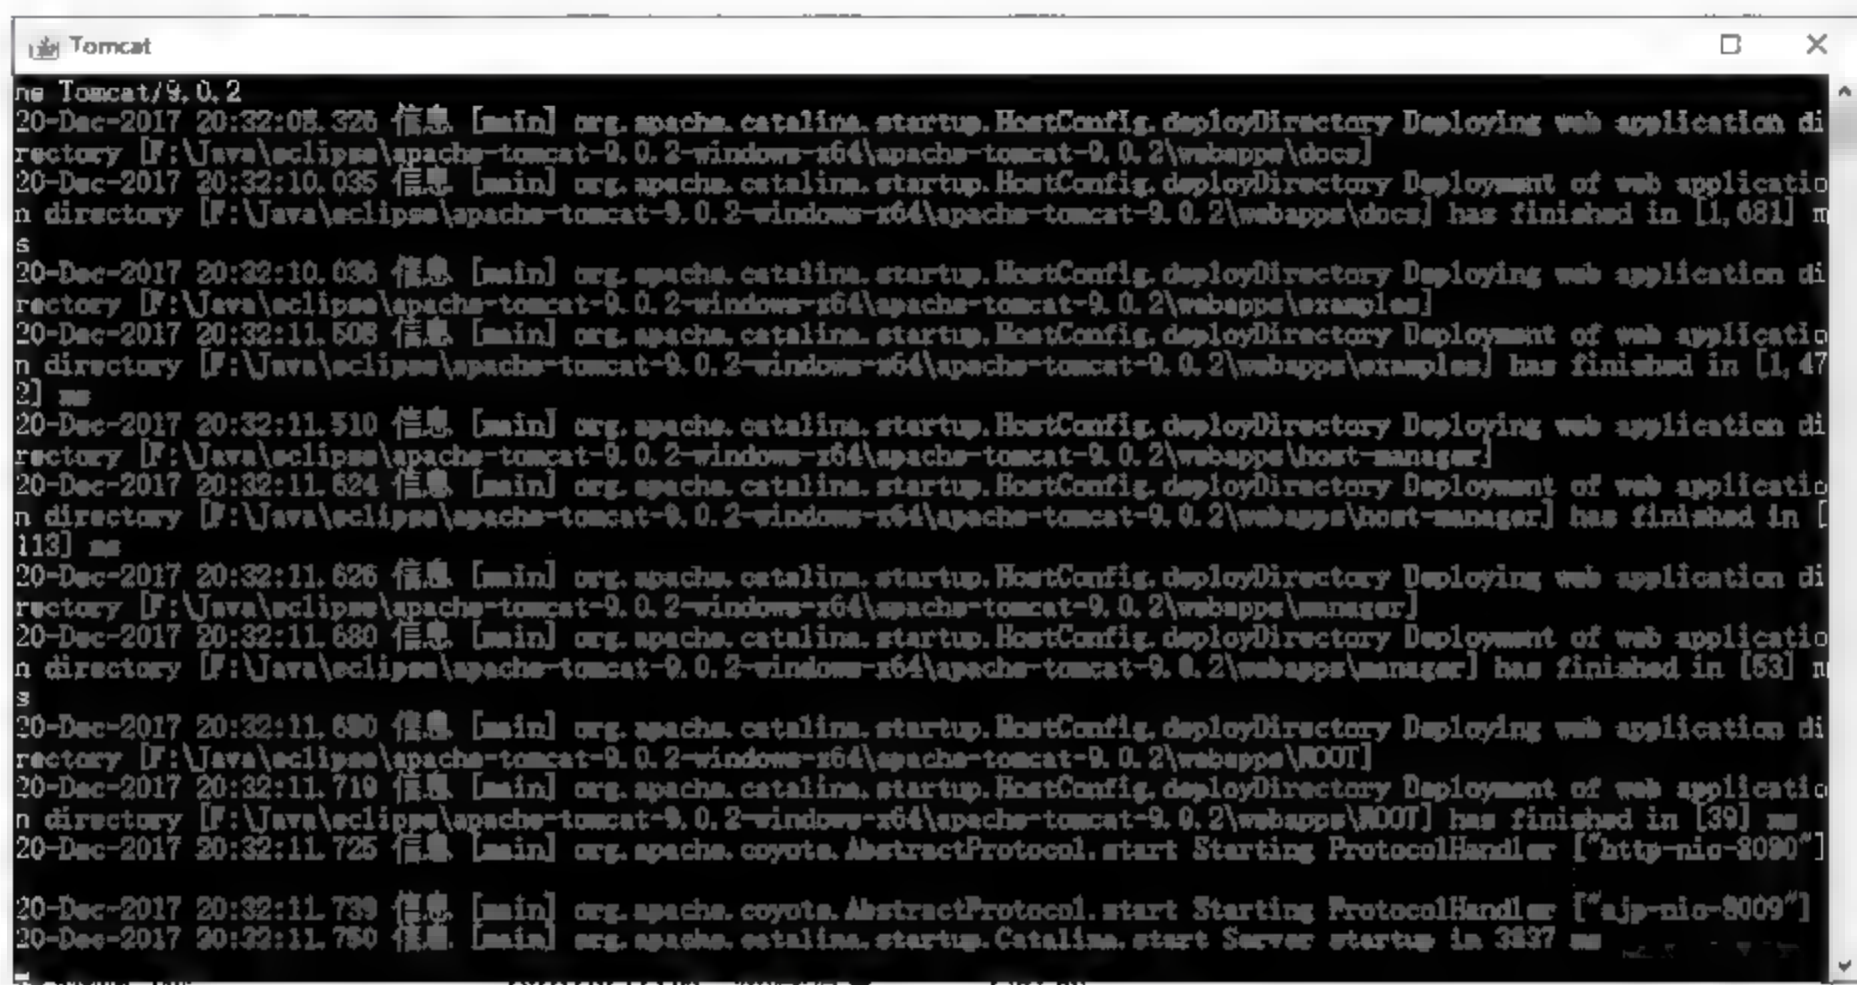 Tomcat
ne Tomcat/9.0.2
20-Dec-2017 20:32:08.326 信息 [main] org.apache.catalina.startup.HostConfig.deployDirectory Deploying web application di
rectory [F:\Java\eclipse\apache-tomcat-9.0.2-windows-x64\apache-tomcat-9.0.2\webapps\docs]
20-Dec-2017 20:32:10.035 信息 [main] org.apache.catalina.startup.HostConfig.deployDirectory Deployment of web applicatio
n directory [F:\Java\eclipse\apache-tomcat-9.0.2-windows-x64\apache-tomcat-9.0.2\webapps\docs] has finished in [1,681] m
s
20-Dec-2017 20:32:10.036 信息 [main] org.apache.catalina.startup.HostConfig.deployDirectory Deploying web application di
rectory [F:\Java\eclipse\apache-tomcat-9.0.2-windows-x64\apache-tomcat-9.0.2\webapps\examples]
20-Dec-2017 20:32:11.508 信息 [main] org.apache.catalina.startup.HostConfig.deployDirectory Deployment of web applicatio
n directory [F:\Java\eclipse\apache-tomcat-9.0.2-windows-x64\apache-tomcat-9.0.2\webapps\examples] has finished in [1,47
2] ms
20-Dec-2017 20:32:11.510 信息 [main] org.apache.catalina.startup.HostConfig.deployDirectory Deploying web application di
rectory [F:\Java\eclipse\apache-tomcat-9.0.2-windows-x64\apache-tomcat-9.0.2\webapps\host-manager]
20-Dec-2017 20:32:11.624 信息 [main] org.apache.catalina.startup.HostConfig.deployDirectory Deployment of web applicatio
n directory [F:\Java\eclipse\apache-tomcat-9.0.2-windows-x64\apache-tomcat-9.0.2\webapps\host-manager] has finished in [
113] ms
20-Dec-2017 20:32:11.626 信息 [main] org.apache.catalina.startup.HostConfig.deployDirectory Deploying web application di
rectory [F:\Java\eclipse\apache-tomcat-9.0.2-windows-x64\apache-tomcat-9.0.2\webapps\manager]
20-Dec-2017 20:32:11.680 信息 [main] org.apache.catalina.startup.HostConfig.deployDirectory Deployment of web applicatio
n directory [F:\Java\eclipse\apache-tomcat-9.0.2-windows-x64\apache-tomcat-9.0.2\webapps\manager] has finished in [53] m
s
20-Dec-2017 20:32:11.680 信息 [main] org.apache.catalina.startup.HostConfig.deployDirectory Deploying web application di
rectory [F:\Java\eclipse\apache-tomcat-9.0.2-windows-x64\apache-tomcat-9.0.2\webapps\ROOT]
20-Dec-2017 20:32:11.719 信息 [main] org.apache.catalina.startup.HostConfig.deployDirectory Deployment of web applicatio
n directory [F:\Java\eclipse\apache-tomcat-9.0.2-windows-x64\apache-tomcat-9.0.2\webapps\ROOT] has finished in [39] ms
20-Dec-2017 20:32:11.725 信息 [main] org.apache.coyote.AbstractProtocol.start Starting ProtocolHandler ["http-nio-8080"]
20-Dec-2017 20:32:11.739 信息 [main] org.apache.coyote.AbstractProtocol.start Starting ProtocolHandler ["ajp-nio-8009"]
20-Dec-2017 20:32:11.750 信息 [main] org.apache.catalina.startup.Catalina.start Server startup in ms